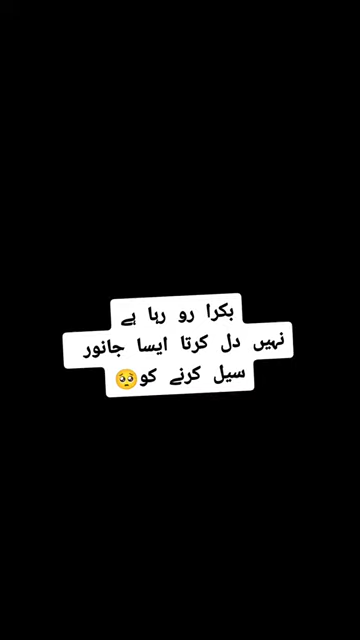 بکرا رو رہا ہے
نہیں دل کرتا ایسا جانور
سیل کرنے کو🥺